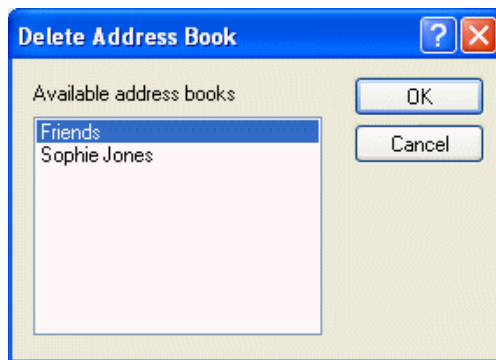 Delete Address Book
?
Available address books
OK
Friends
Cancel
Sophie Jones